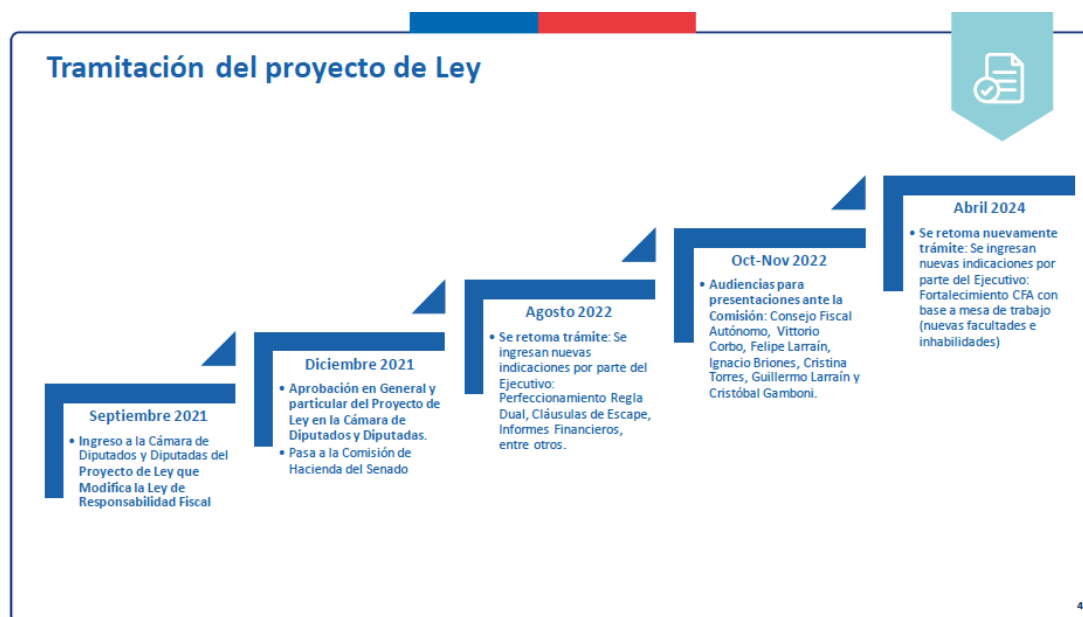 Tramitación del proyecto de Ley
Septiembre 2021
• Ingreso a la Cámara de
Diputados y Diputadas del
Proyecto de Ley que
Modifica la Ley de
Responsabilidad Fiscal
Diciembre 2021
• Aprobación en General y
particular del Proyecto de
Ley en la Cámara de
Diputados y Diputadas.
• Pasa a la Comisión de
Hacienda del Senado
Agosto 2022
• Se retoma trámite: Se
ingresan nuevas
indicaciones por parte del
Ejecutivo:
Perfeccionamiento Regla
Dual, Cláusulas de Escape,
Informes Financieros,
entre otros.
Oct-Nov 2022
• Audiencias para
presentaciones ante la
Comisión: Consejo Fiscal
Autónomo, Vittorio
Corbo, Felipe Larraín,
Ignacio Briones, Cristina
Torres, Guillermo Larraín y
Cristóbal Gamboni.
Abril 2024
• Se retoma nuevamente
trámite: Se ingresan
nuevas indicaciones por
parte del Ejecutivo:
Fortalecimiento CFA con
base a mesa de trabajo
(nuevas facultades e
inhabilidades)
4